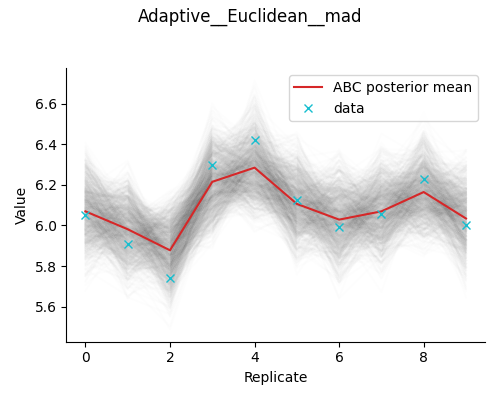 Adaptive__Euclidean__mad
ABC posterior mean
data
6.6
6.4
6.2
6.0
5.8
5.6
Value
0
2
4
6
8
Replicate